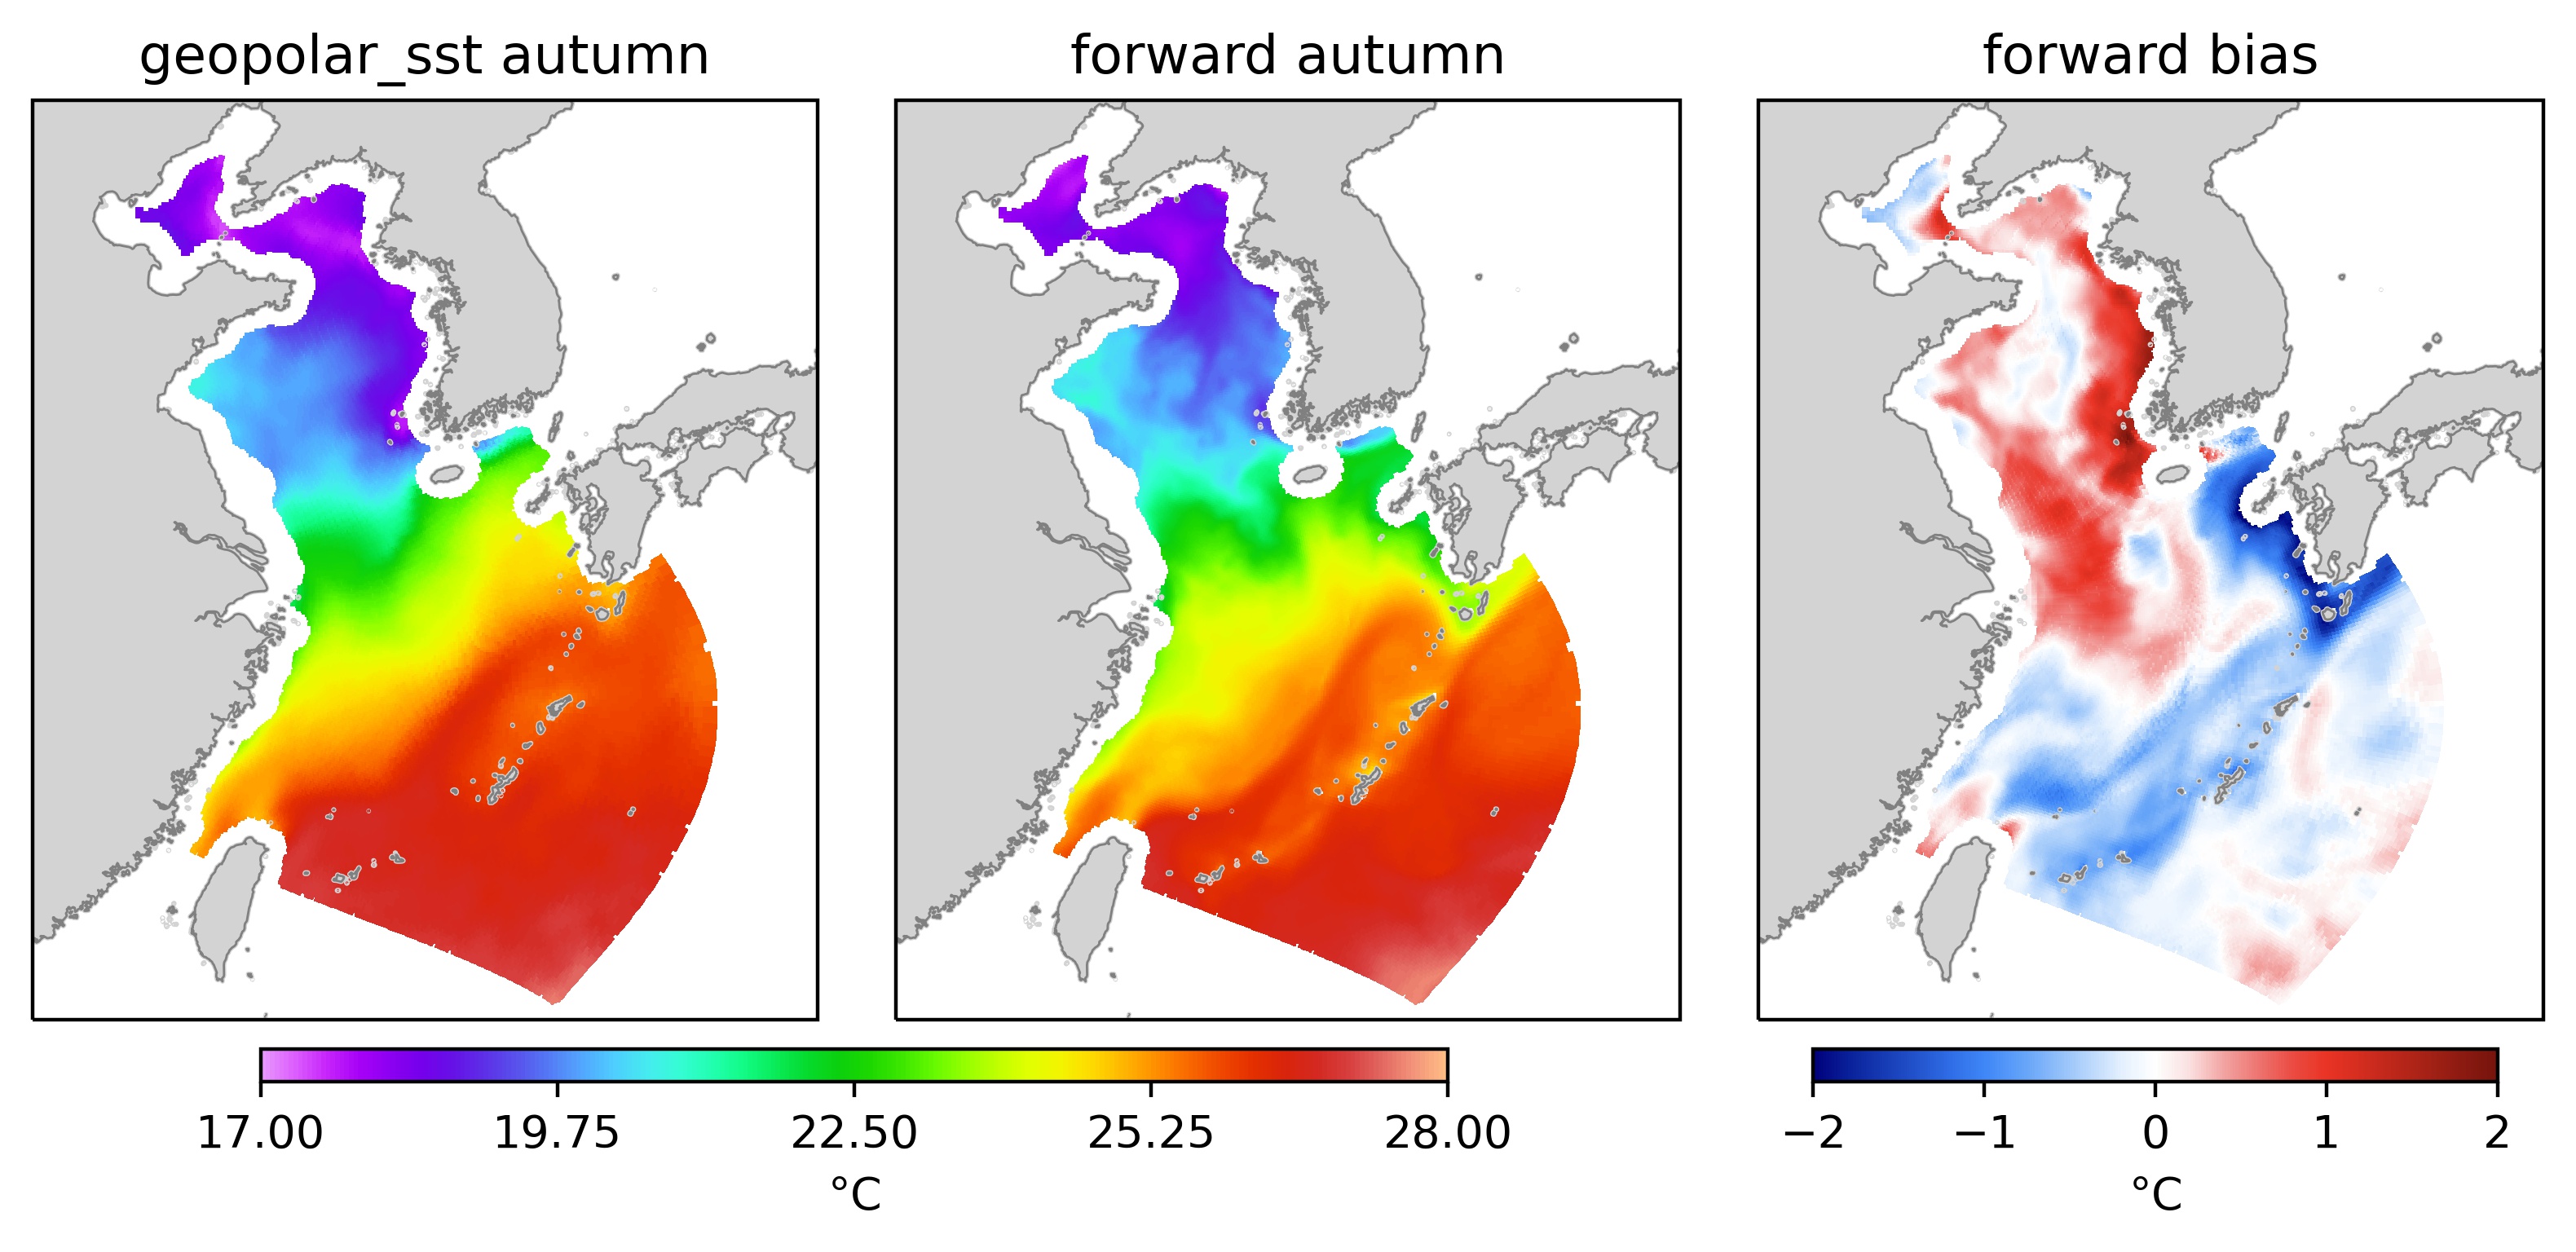 geopolar_sst autumn
forward autumn
forward bias
17.00 19.75 22.50 25.25 28.00
°C
−2 −1 0 1 2
°C